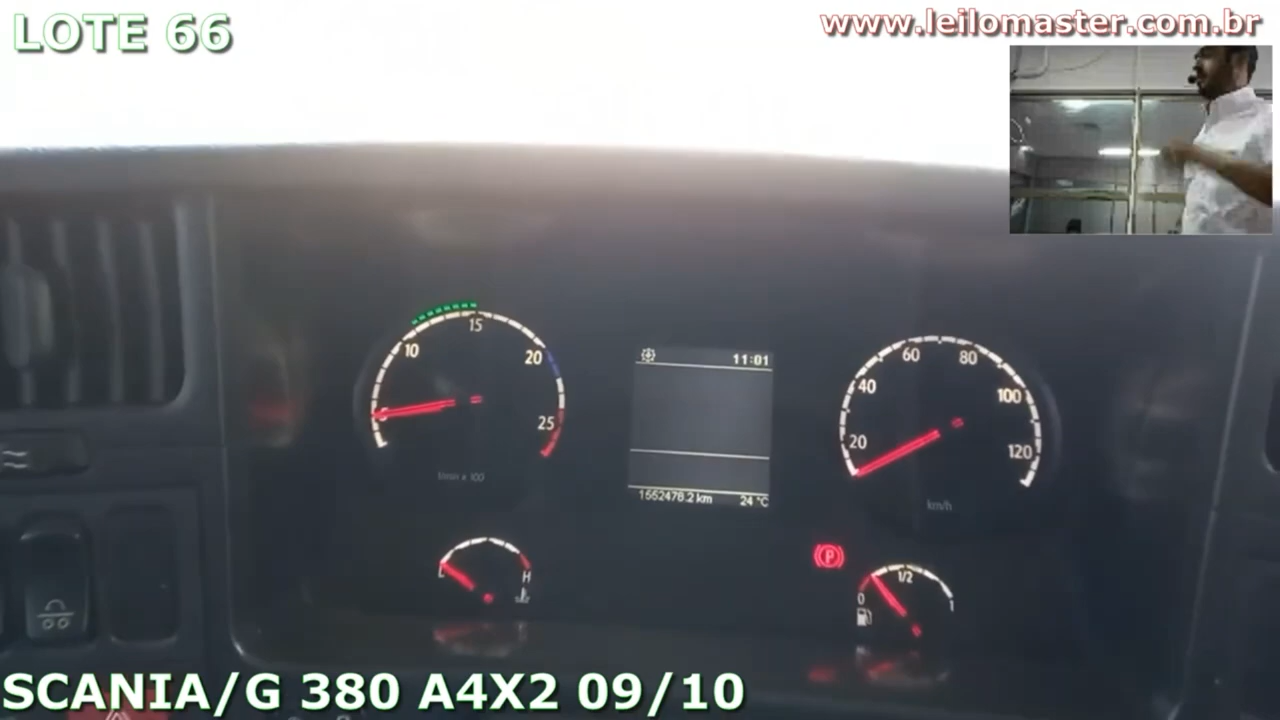 LOTE 66
www.leilomaster.com.br
10
15
20
25
11:01
1552478.2 km 24 °C
20
40
60
80
100
120
km/h
H
0
1/2
1
P
SCANIA/G 380 A4X2 09/10